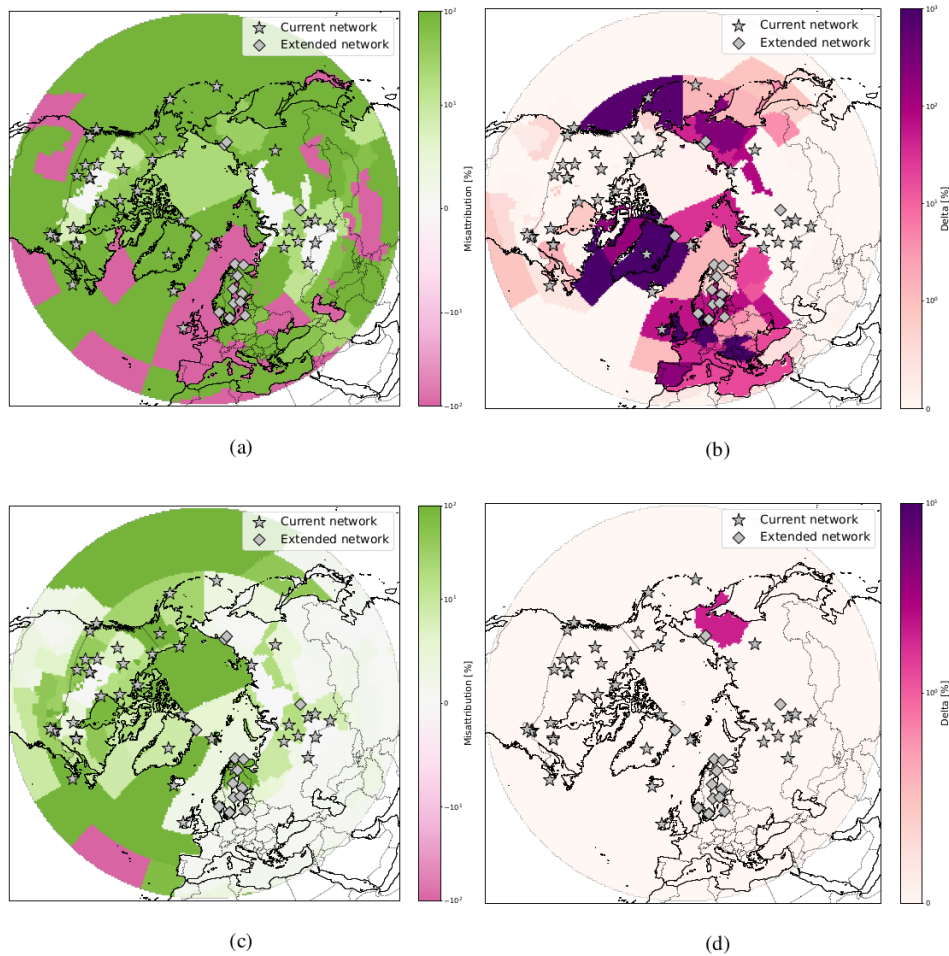 Current network
Extended network
10²
10¹
0
−10¹
−10²
Misattribution [%]
(a)
Current network
Extended network
10³
10²
10¹
10⁰
0
Delta [%]
(b)
Current network
Extended network
10²
10¹
0
−10¹
−10²
Misattribution [%]
(c)
Current network
Extended network
10¹
10⁰
0
Delta [%]
(d)